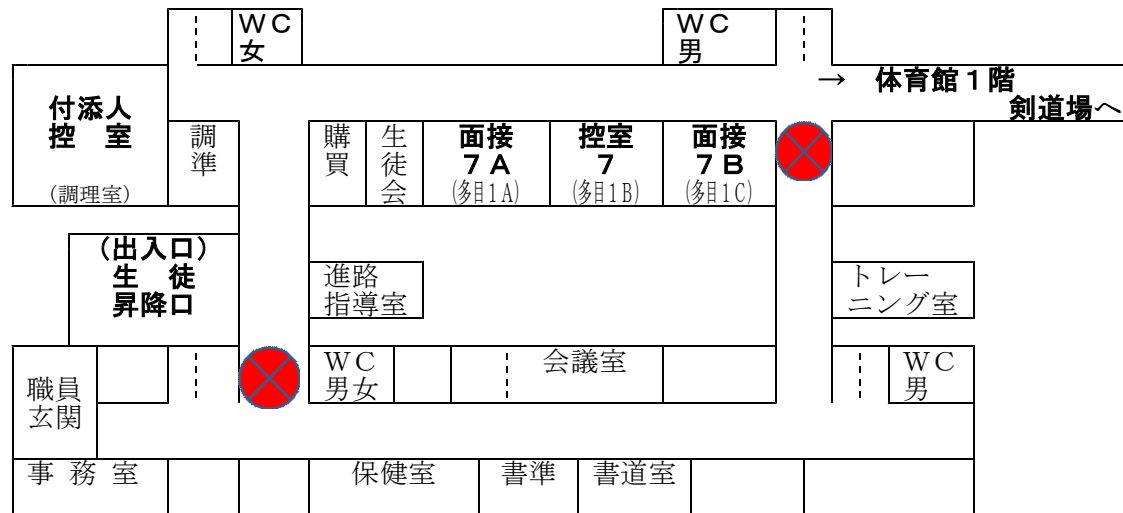 ＷＣ
女
ＷＣ
男
→ 体育館１階
剣道場へ
付添人
控 室
(調理室)
調
準
購
買
生
徒
会
面接
７Ａ
(多目1A)
控室
７
(多目1B)
面接
７Ｂ
(多目1C)
(出入口)
生 徒
昇降口
進路
指導室
トレー
ニング室
職員
玄関
ＷＣ
男女
会議室
ＷＣ
男
事 務 室
保健室
書準
書道室